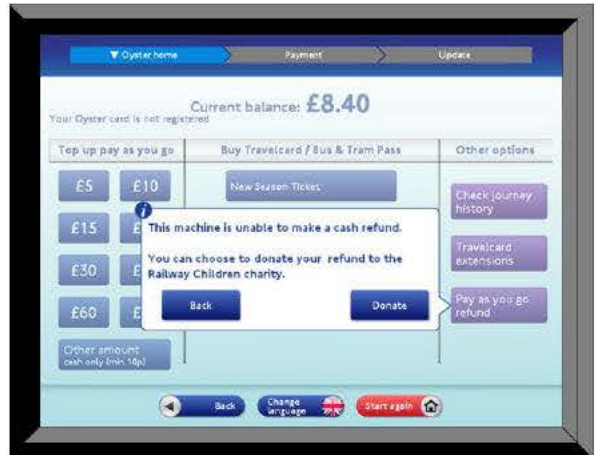 Oyster home
Payment
Update
Current balance: £8.40
Your Oyster card is not registered
Top up pay as you go
Buy Travelcard / Bus & Tram Pass
Other options
£5
£10
New Season Ticket
Check journey
history
£15
£
This machine is unable to make a cash refund.
You can choose to donate your refund to the
Railway Children charity.
Travelcard
extensions
£30
£
Back
Donate
Pay as you go
refund
£60
£
Other amount
cash only (min 10p)
Back
Change
language
Start again